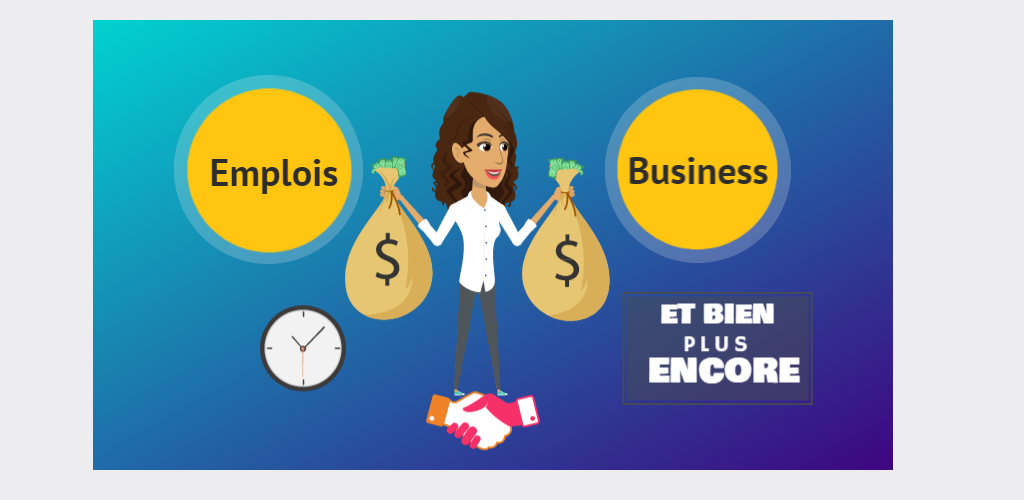 Emplois
Business
$
$
ET BIEN
PLUS
ENCORE